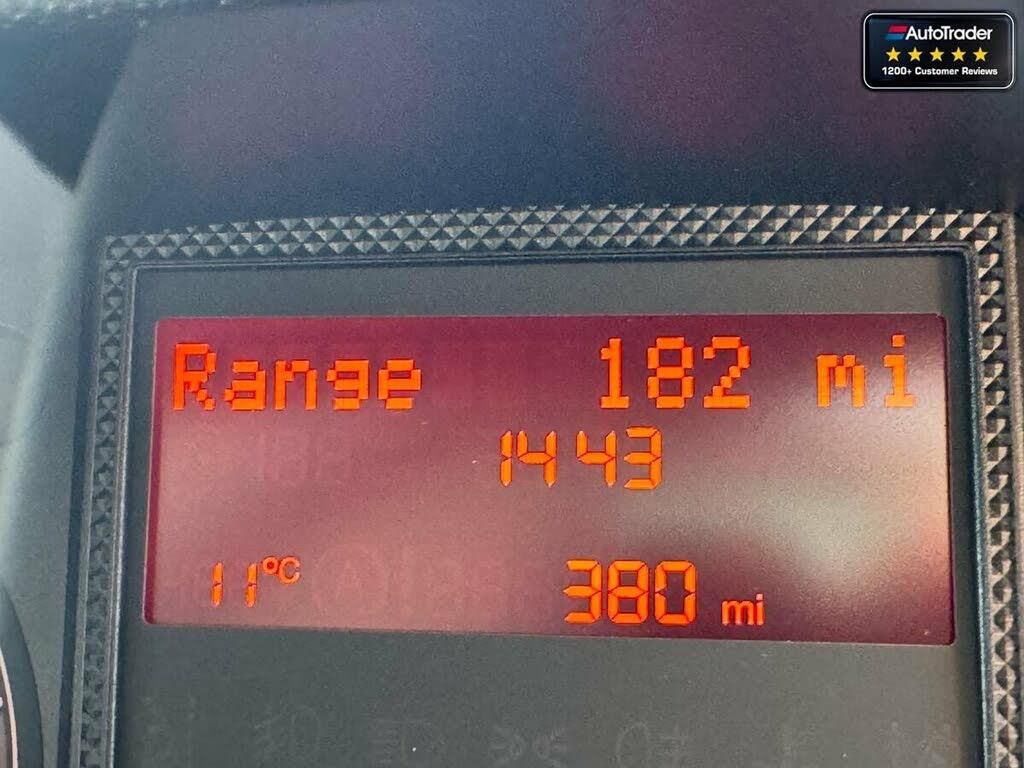 AutoTrader
1200+ Customer Reviews
Range 182 mi
14 43
11°C 380 mi